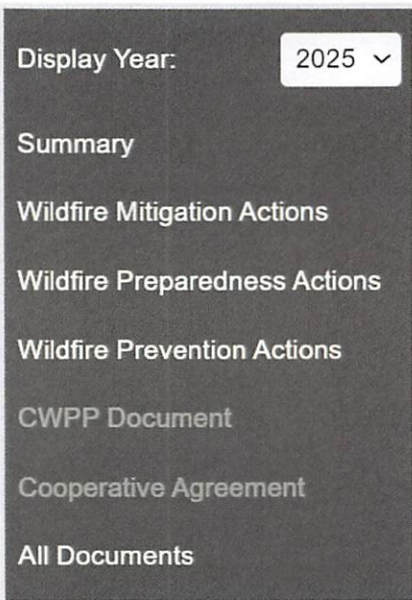 Display Year: 2025
Summary
Wildfire Mitigation Actions
Wildfire Preparedness Actions
Wildfire Prevention Actions
CWPP Document
Cooperative Agreement
All Documents